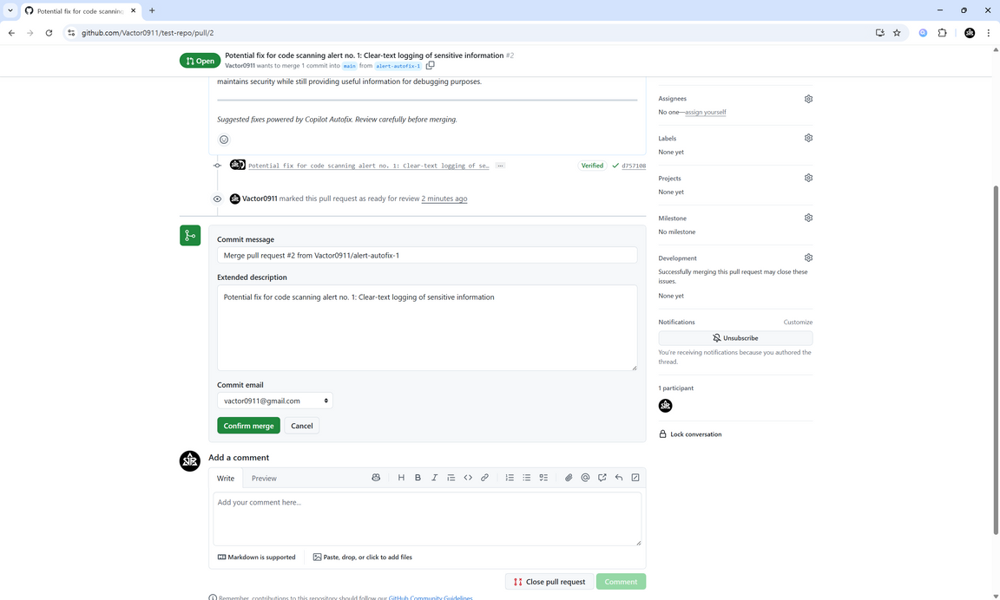 Potential fix for code scanning
github.com/Vactor0911/test-repo/pull/2
Open
Potential fix for code scanning alert no. 1: Clear-text logging of sensitive information #2
Vactor0911 wants to merge 1 commit into main from alert-autofix-1
maintains security while still providing useful information for debugging purposes.
Suggested fixes powered by Copilot Autofix. Review carefully before merging.
Potential fix for code scanning alert no. 1: Clear-text logging of se…
Verified
d757108
Vactor0911 marked this pull request as ready for review 2 minutes ago
Commit message
Merge pull request #2 from Vactor0911/alert-autofix-1
Extended description
Potential fix for code scanning alert no. 1: Clear-text logging of sensitive information
Commit email
vactor0911@gmail.com
Confirm merge
Cancel
Add a comment
Write
Preview
Add your comment here...
Markdown is supported
Paste, drop, or click to add files
Close pull request
Comment
Remember, contributions to this repository should follow our GitHub Community Guidelines.
Assignees
No one—assign yourself
Labels
None yet
Projects
None yet
Milestone
No milestone
Development
Successfully merging this pull request may close these
issues.
None yet
Notifications
Customize
Unsubscribe
You're receiving notifications because you authored the
thread.
1 participant
Lock conversation